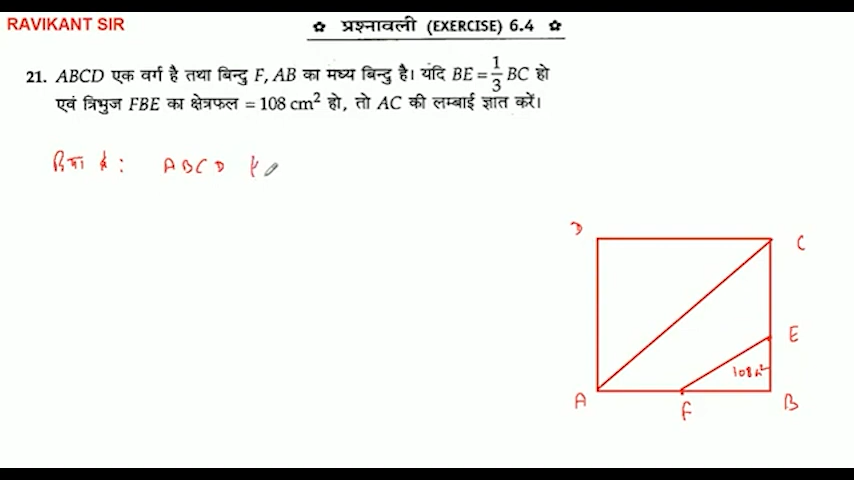 RAVIKANT SIR
✿ प्रश्नावली (EXERCISE) 6.4 ✿
21. ABCD एक वर्ग है तथा बिन्दु F, AB का मध्य बिन्दु है। यदि BE = 1/3 BC हो
एवं त्रिभुज FBE का क्षेत्रफल = 108 cm² हो, तो AC की लम्बाई ज्ञात करें।
दिया है : ABCD
D
C
E
108
A
F
B